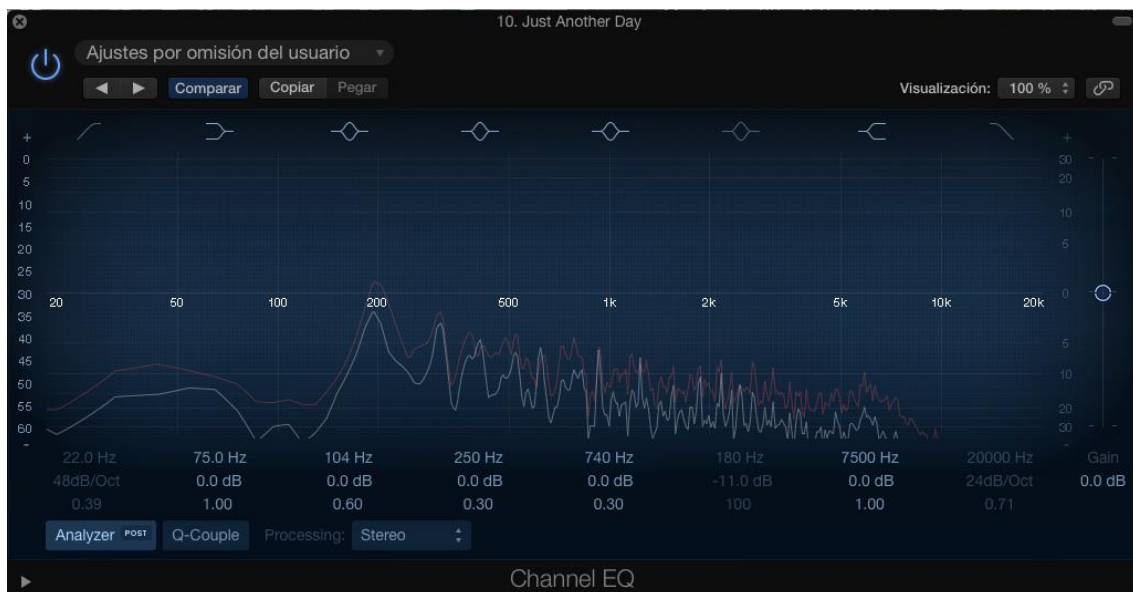 10. Just Another Day
Ajustes por omisión del usuario
Comparar Copiar Pegar Visualización: 100 %
+ +
0 30
5 20
10 10
15
20 5
25
30 20 50 100 200 500 1k 2k 5k 10k 20k 0
35
40 5
45
50 10
55 20
60 30
- -
22.0 Hz 75.0 Hz 104 Hz 250 Hz 740 Hz 180 Hz 7500 Hz 20000 Hz Gain
48dB/Oct 0.0 dB 0.0 dB 0.0 dB 0.0 dB -11.0 dB 0.0 dB 24dB/Oct 0.0 dB
0.39 1.00 0.60 0.30 0.30 100 1.00 0.71
Analyzer POST Q-Couple Processing: Stereo
Channel EQ